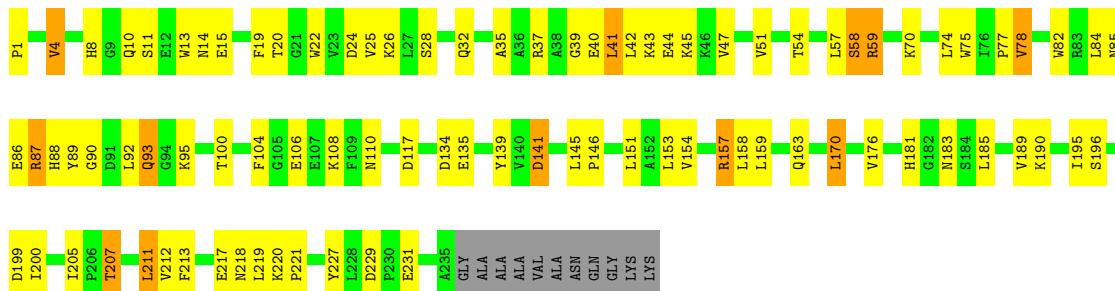 P1 V4 H8 G9 Q10 S11 E12 W13 N14 E15 F19 T20 G21 W22 V23 D24 V25 K26 L27 S28 Q32 A35 A36 R37 A38 G39 E40 L41 L42 K43 E44 K45 K46 V47 V51 T54 L57 S58 R59 K70 L74 W75 I76 P77 V78 W82 R83 L84 N85
E86 R87 H88 Y89 G90 D91 L92 Q93 G94 K95 T100 F104 G105 E106 E107 K108 F109 N110 D117 D134 E135 Y139 V140 D141 L145 P146 L151 A152 L153 V154 R157 L158 L159 Q163 L170 V176 H181 G182 N183 S184 L185 V189 K190 I195 S196
D199 I200 I205 P206 T207 L211 V212 F213 E217 N218 L219 K220 P221 Y227 L228 D229 P230 E231 A235 GLY ALA ALA ALA VAL ALA ASN GLN GLY LYS LYS